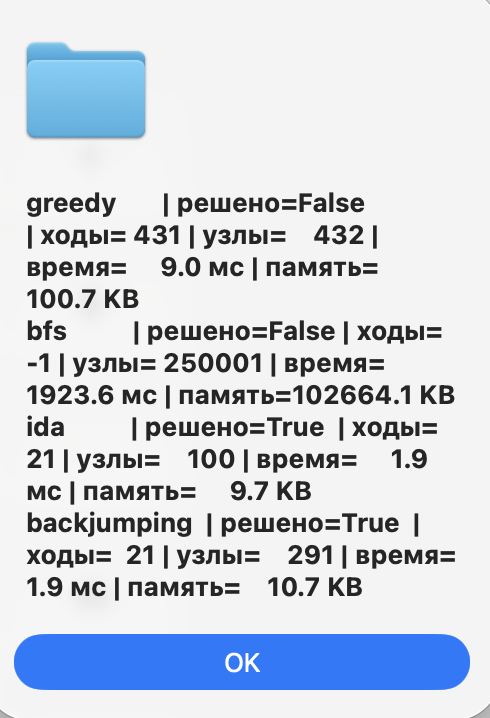 greedy | решено=False
| ходы= 431 | узлы= 432 |
время= 9.0 мс | память=
100.7 KB
bfs | решено=False | ходы=
-1 | узлы= 250001 | время=
1923.6 мс | память=102664.1 KB
ida | решено=True | ходы=
21 | узлы= 100 | время= 1.9
мс | память= 9.7 KB
backjumping | решено=True |
ходы= 21 | узлы= 291 | время=
1.9 мс | память= 10.7 KB
OK